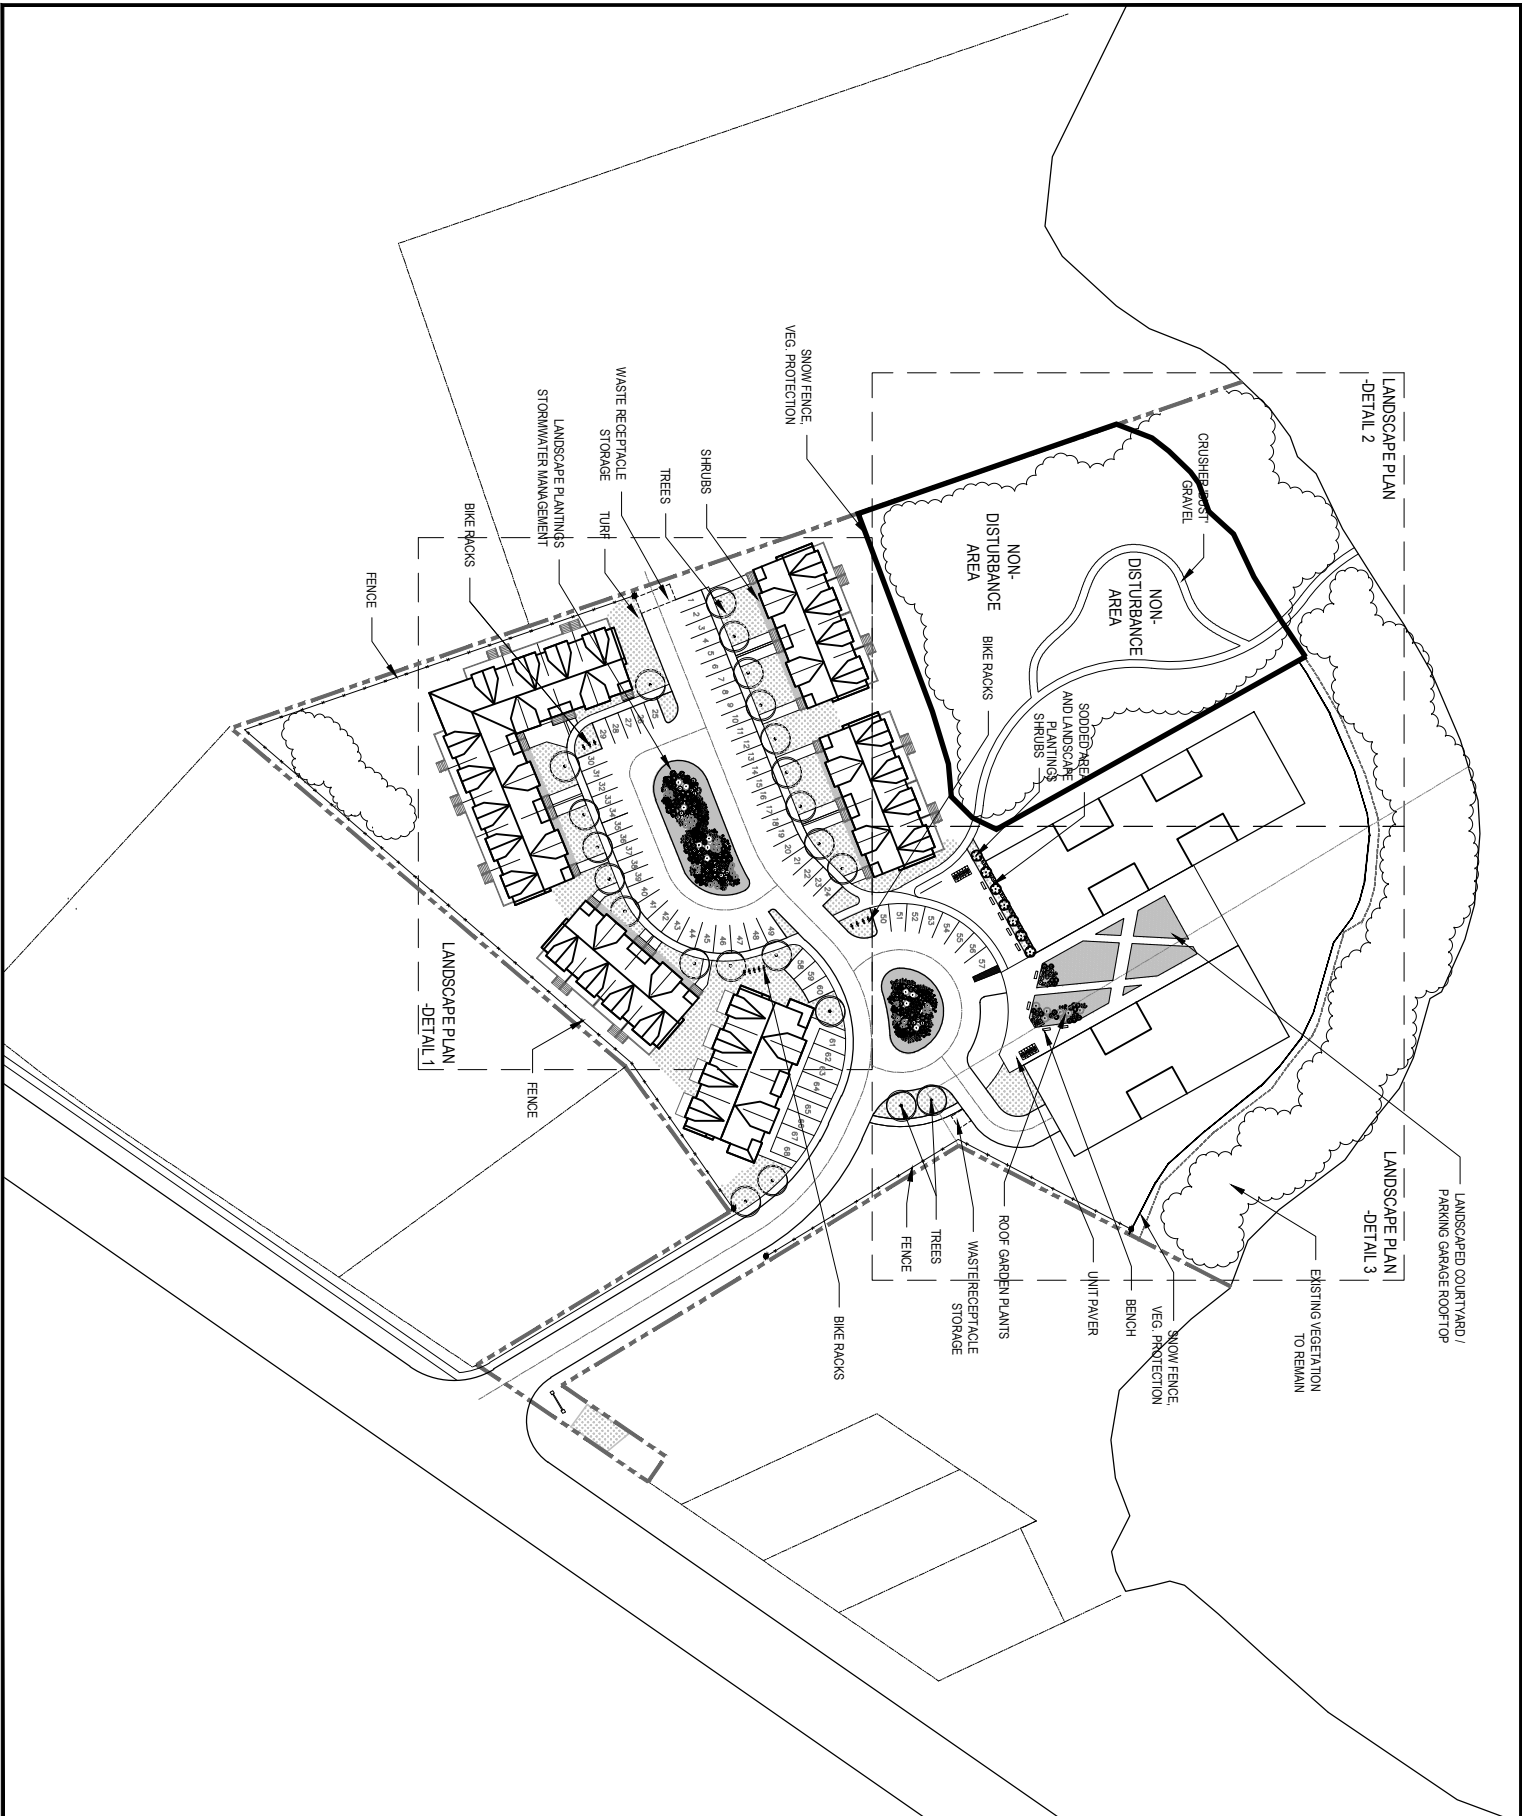 LANDSCAPE PLAN
-DETAIL 2
LANDSCAPED COURTYARD /
PARKING GARAGE ROOFTOP
EXISTING VEGETATION
TO REMAIN
LANDSCAPE PLAN
-DETAIL 3
SNOW FENCE,
VEG. PROTECTION
BENCH
UNIT PAVER
ROOF GARDEN PLANTS
WASTE RECEPTACLE
STORAGE
TREES
FENCE
BIKE RACKS
CRUSHER DUST
GRAVEL
NON-
DISTURBANCE
AREA
NON-
DISTURBANCE
AREA
SODDED AREA
AND LANDSCAPE
PLANTINGS
SHRUBS
BIKE RACKS
SNOW FENCE,
VEG. PROTECTION
SHRUBS
TREES
WASTE RECEPTACLE
STORAGE
TURF
LANDSCAPE PLANTINGS
STORMWATER MANAGEMENT
BIKE RACKS
FENCE
LANDSCAPE PLAN
-DETAIL 1
FENCE
1
2
3
4
5
6
7
8
9
10
11
12
13
14
15
16
17
18
19
20
21
22
23
24
25
26
27
28
29
30
31
32
33
34
35
36
37
38
39
40
41
42
43
44
45
46
47
48
49
50
51
52
53
54
55
56
57
58
59
60
61
62
63
64
65
66
67
68